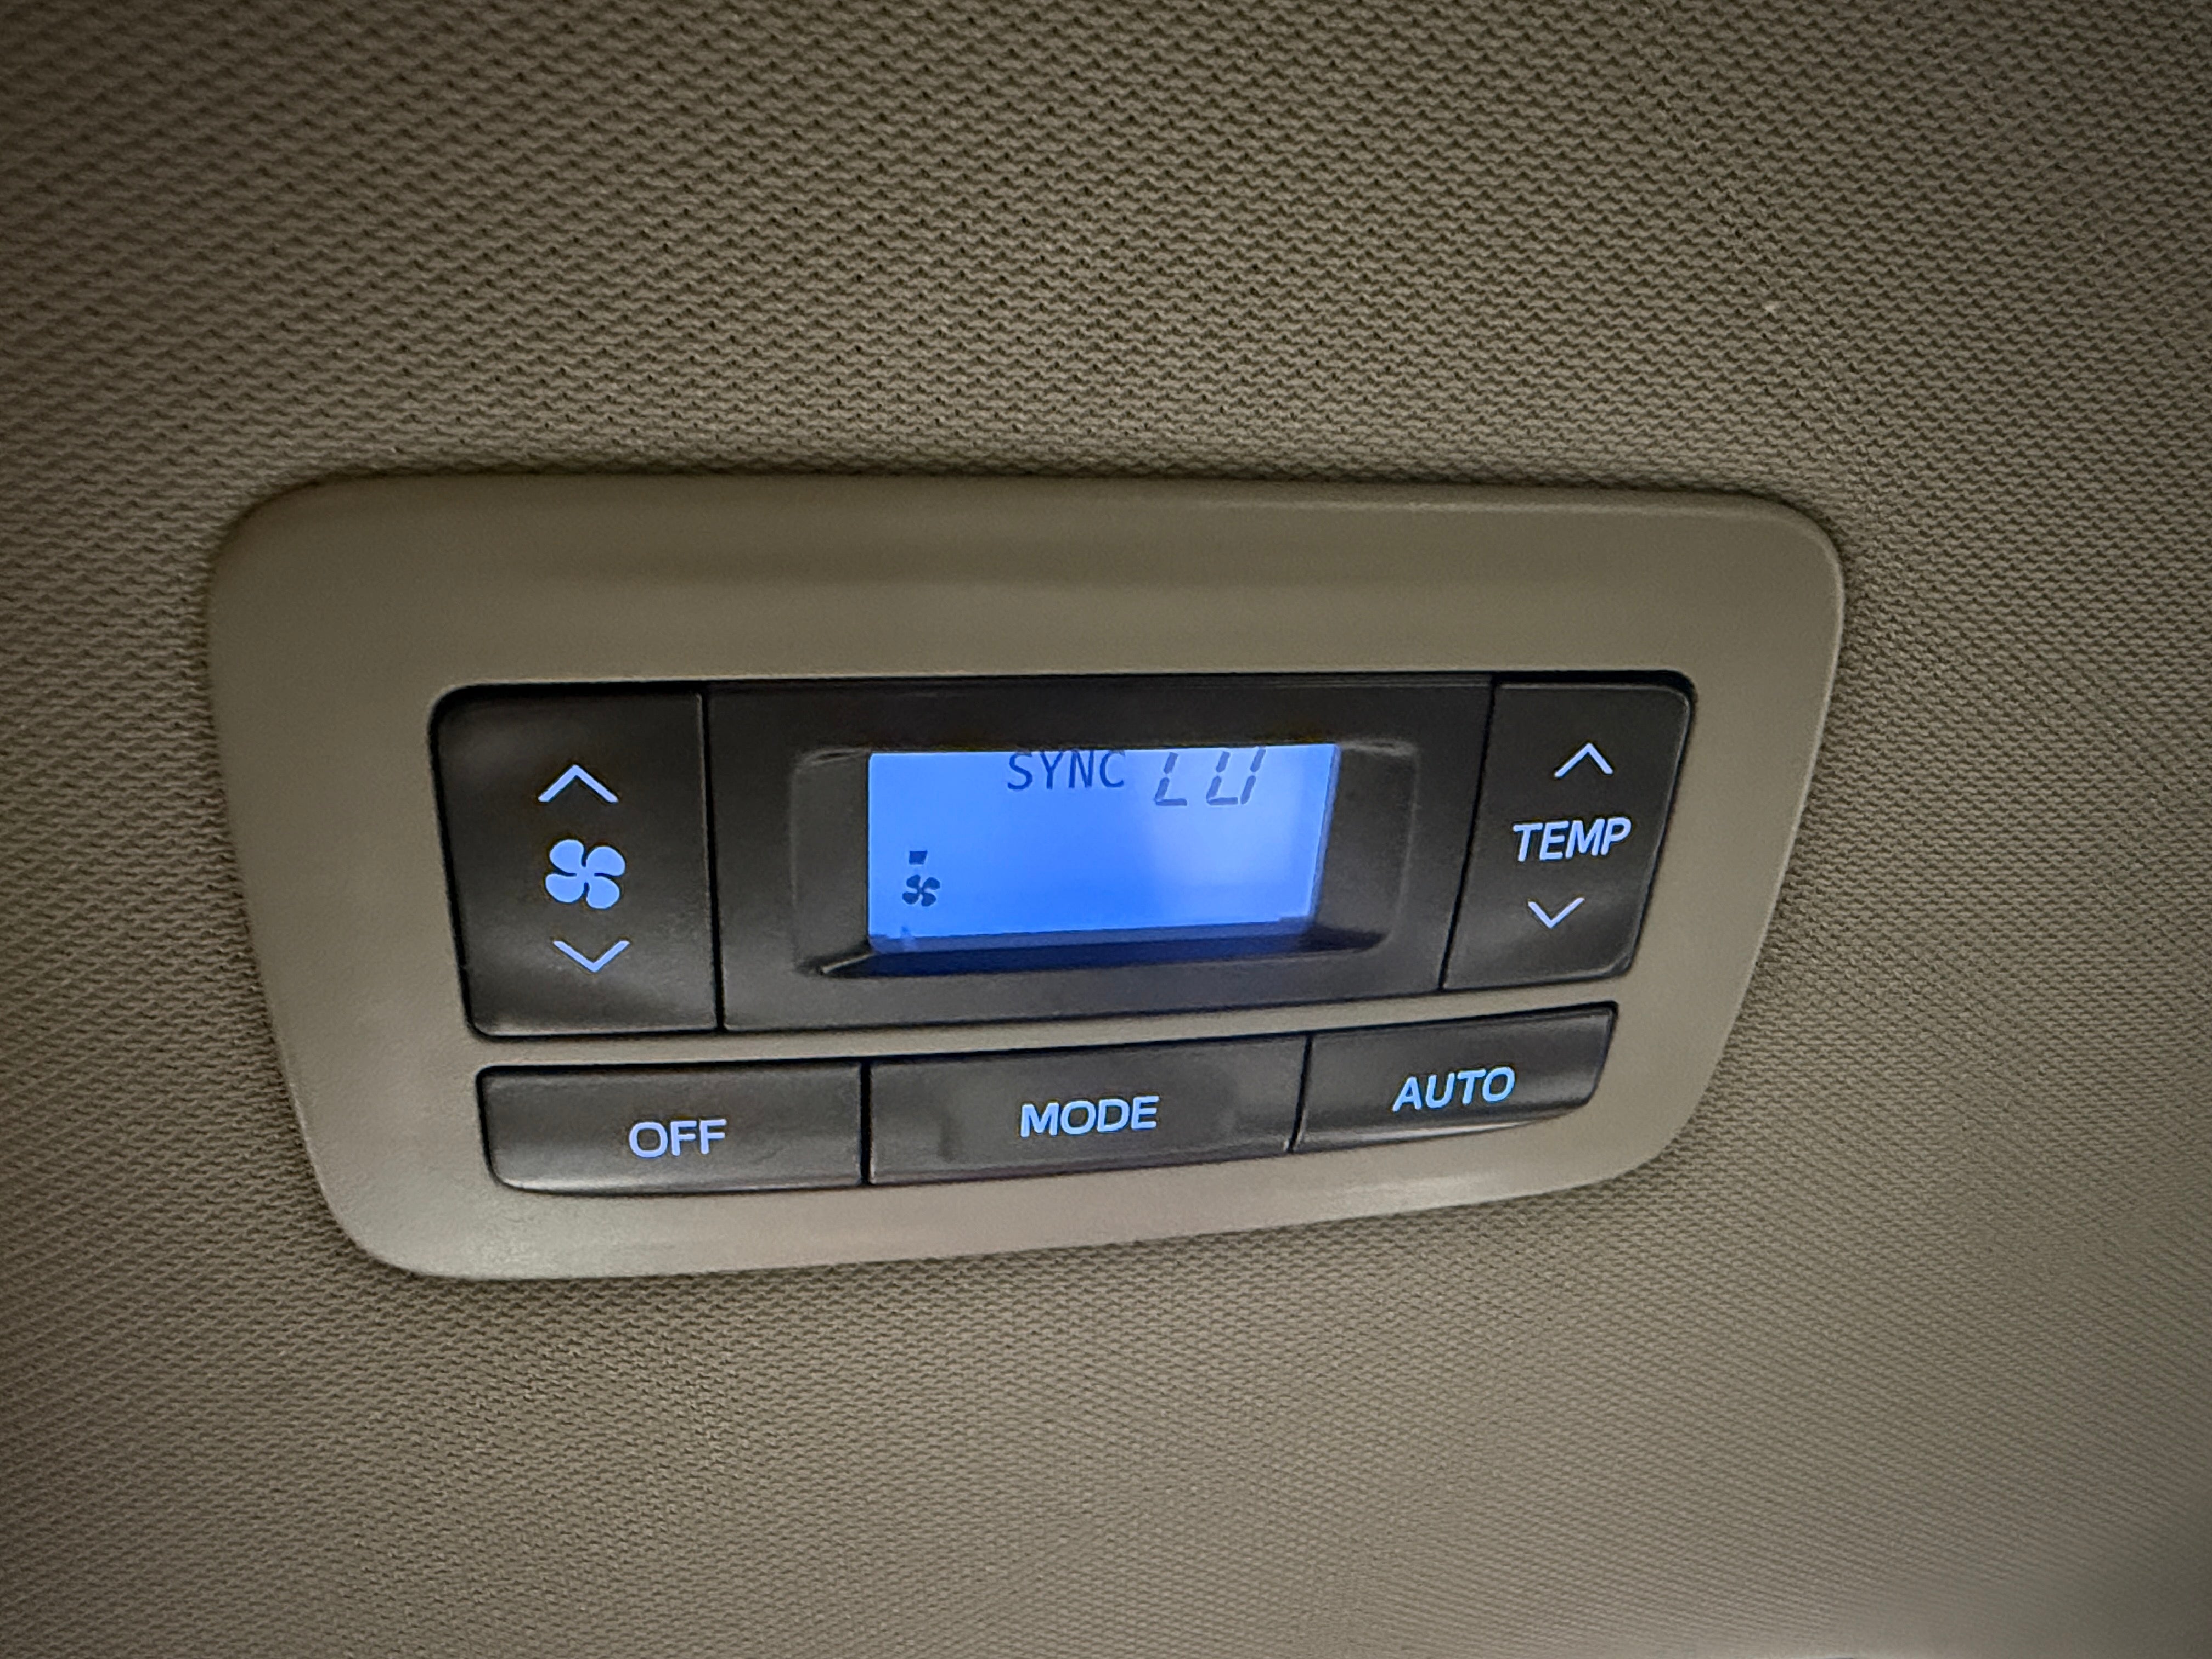 SYNC LO
TEMP
OFF MODE AUTO